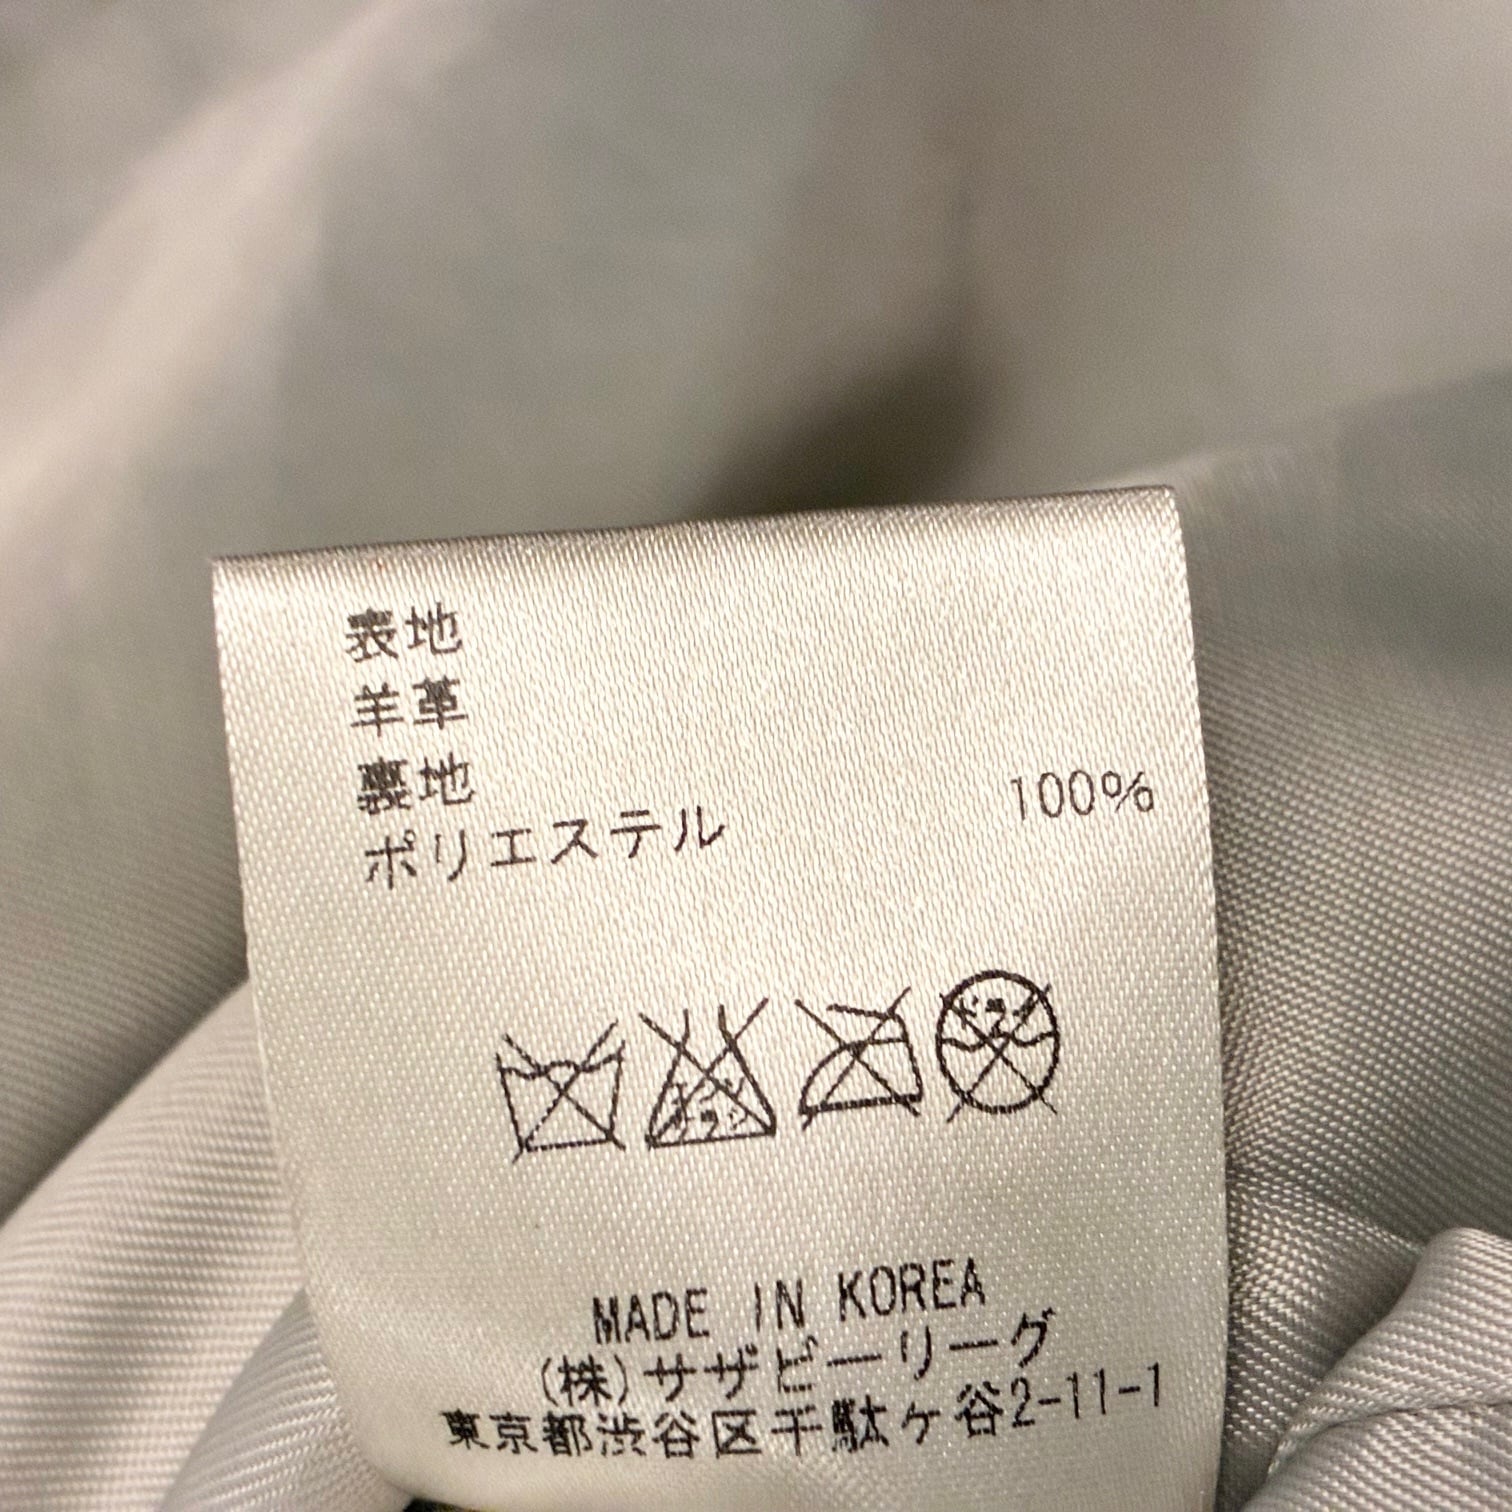 表地
羊革
裏地
ポリエステル 100%
MADE IN KOREA
(株)サザビーリーグ
東京都渋谷区千駄ヶ谷2-11-1